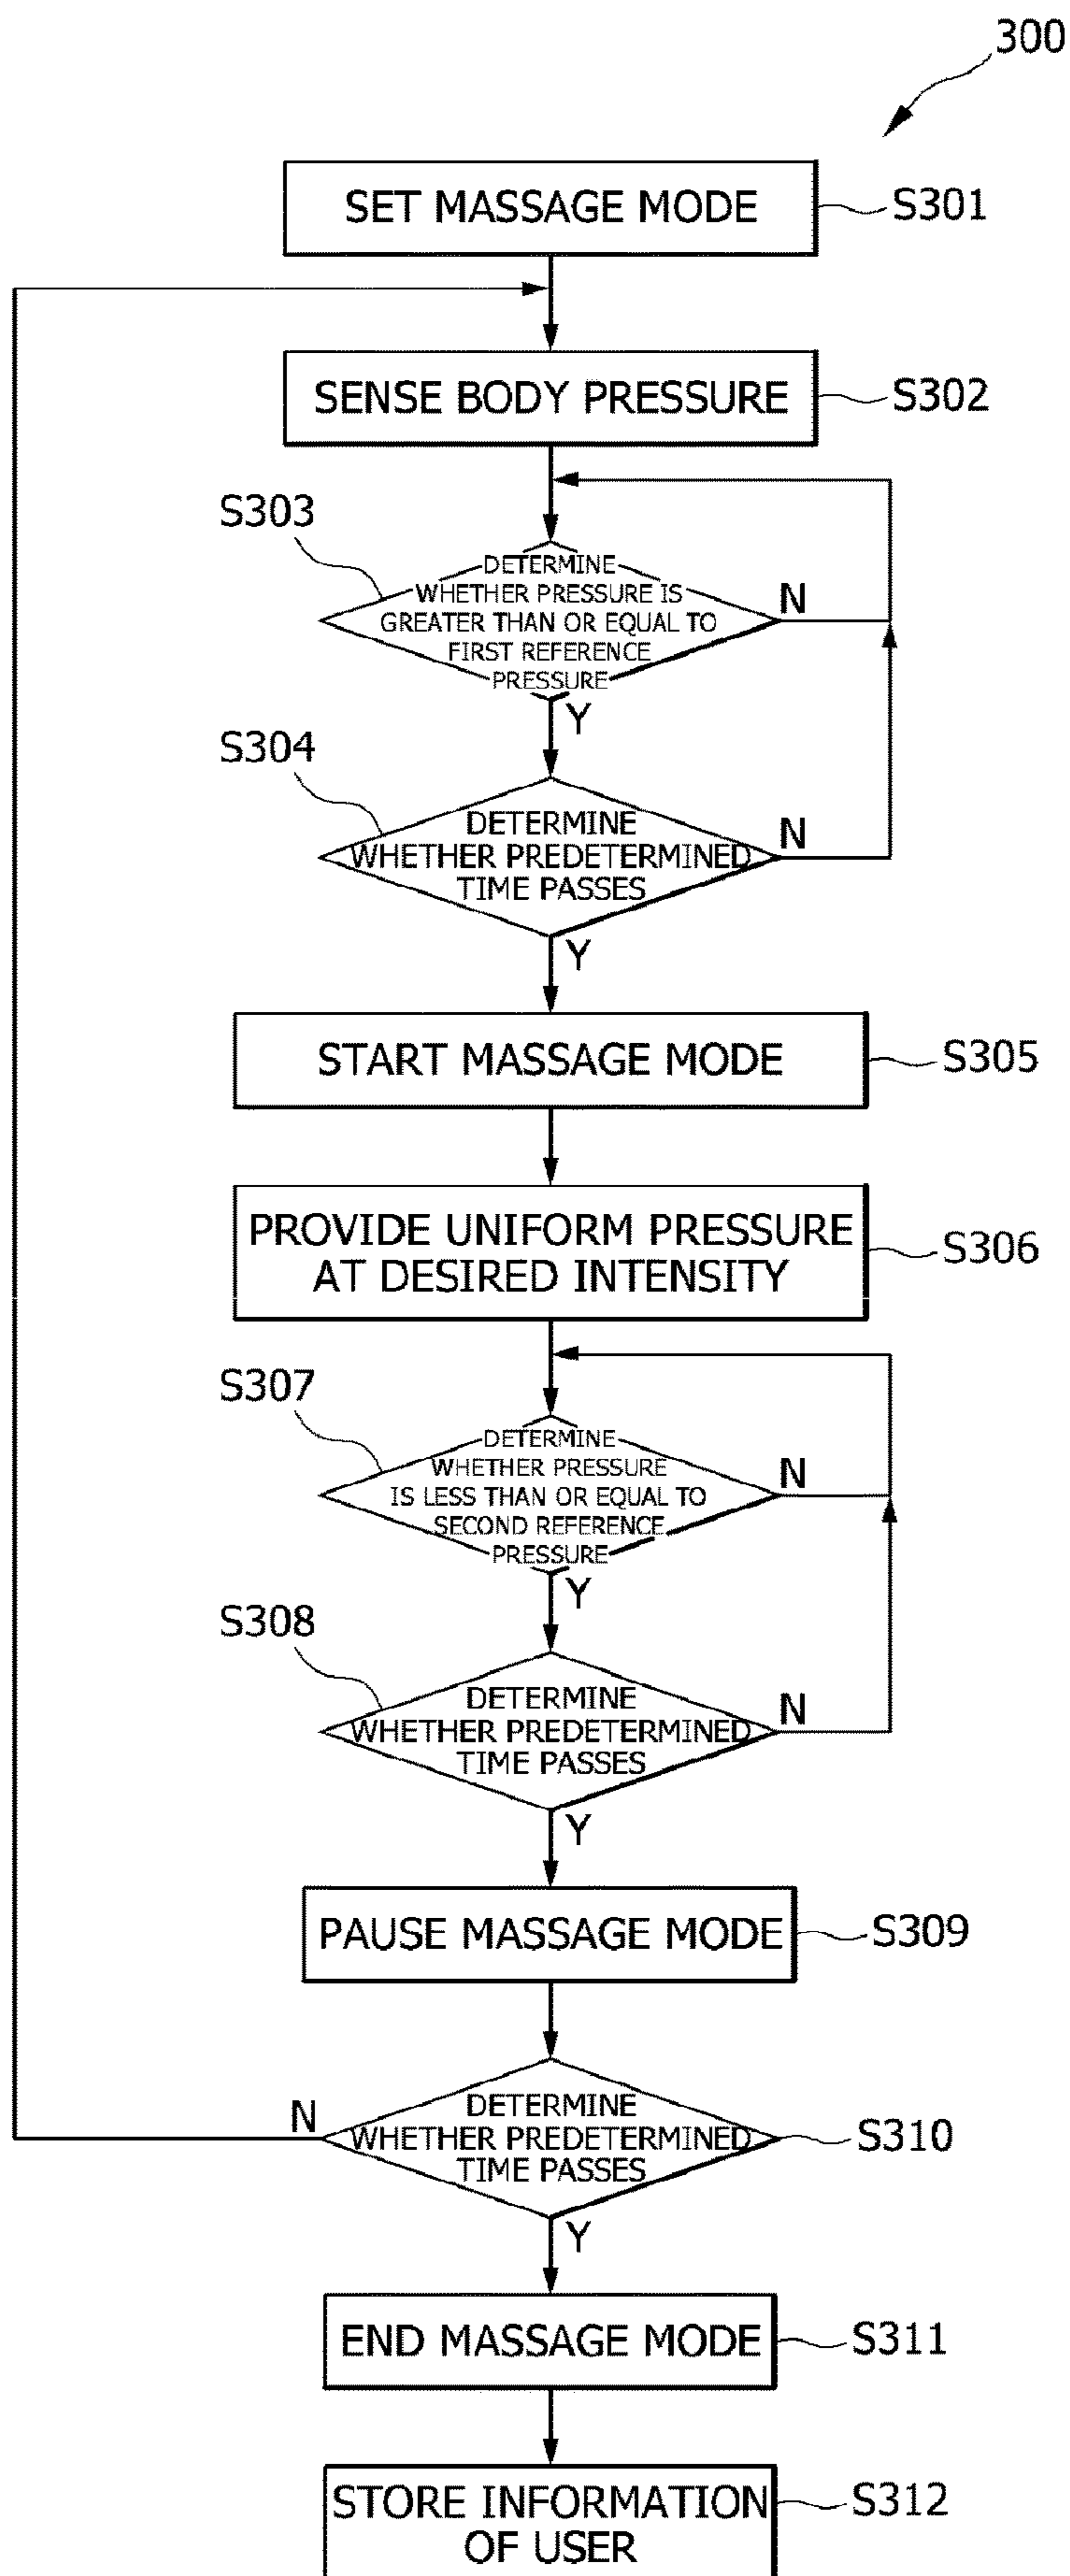 300
SET MASSAGE MODE
S301
SENSE BODY PRESSURE
S302
S303
DETERMINE
WHETHER PRESSURE IS
GREATER THAN OR EQUAL TO
FIRST REFERENCE
PRESSURE
N
Y
S304
DETERMINE
WHETHER PREDETERMINED
TIME PASSES
N
Y
START MASSAGE MODE
S305
PROVIDE UNIFORM PRESSURE
AT DESIRED INTENSITY
S306
S307
DETERMINE
WHETHER PRESSURE
IS LESS THAN OR EQUAL TO
SECOND REFERENCE
PRESSURE
N
Y
S308
DETERMINE
WHETHER PREDETERMINED
TIME PASSES
N
Y
PAUSE MASSAGE MODE
S309
N
DETERMINE
WHETHER PREDETERMINED
TIME PASSES
S310
Y
END MASSAGE MODE
S311
STORE INFORMATION
OF USER
S312